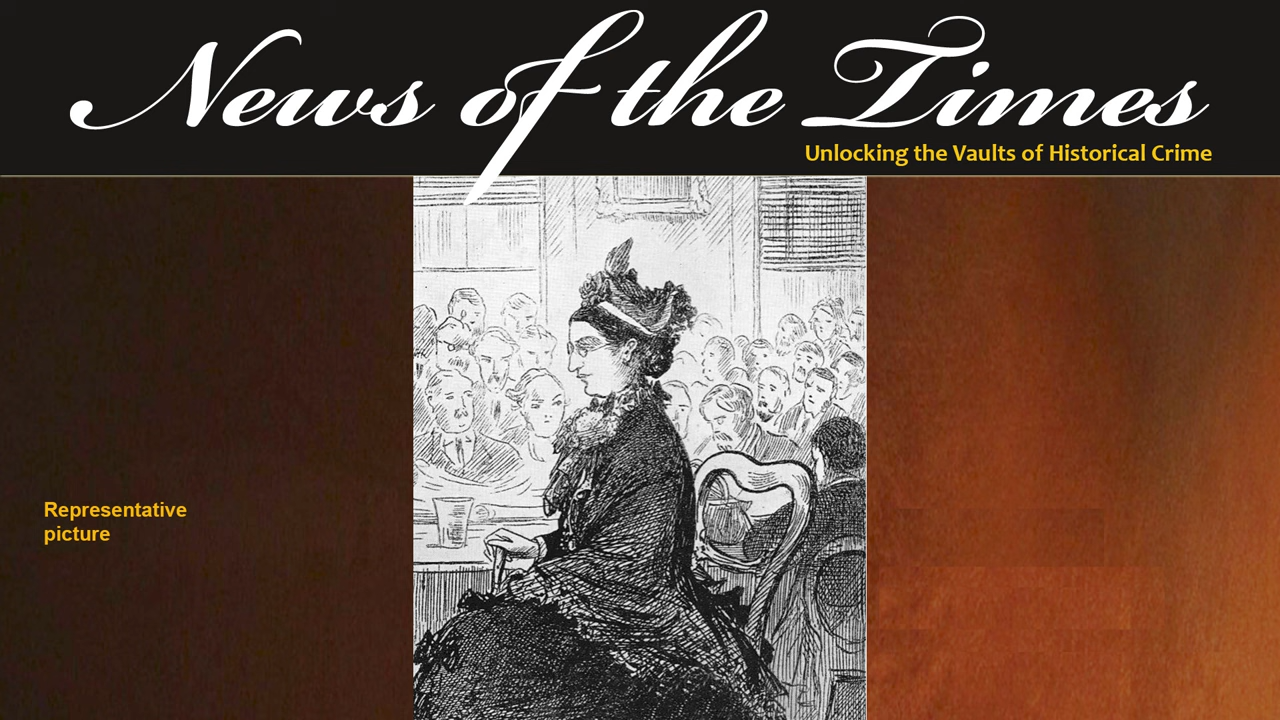 News of the Times
Unlocking the Vaults of Historical Crime
Representative
picture